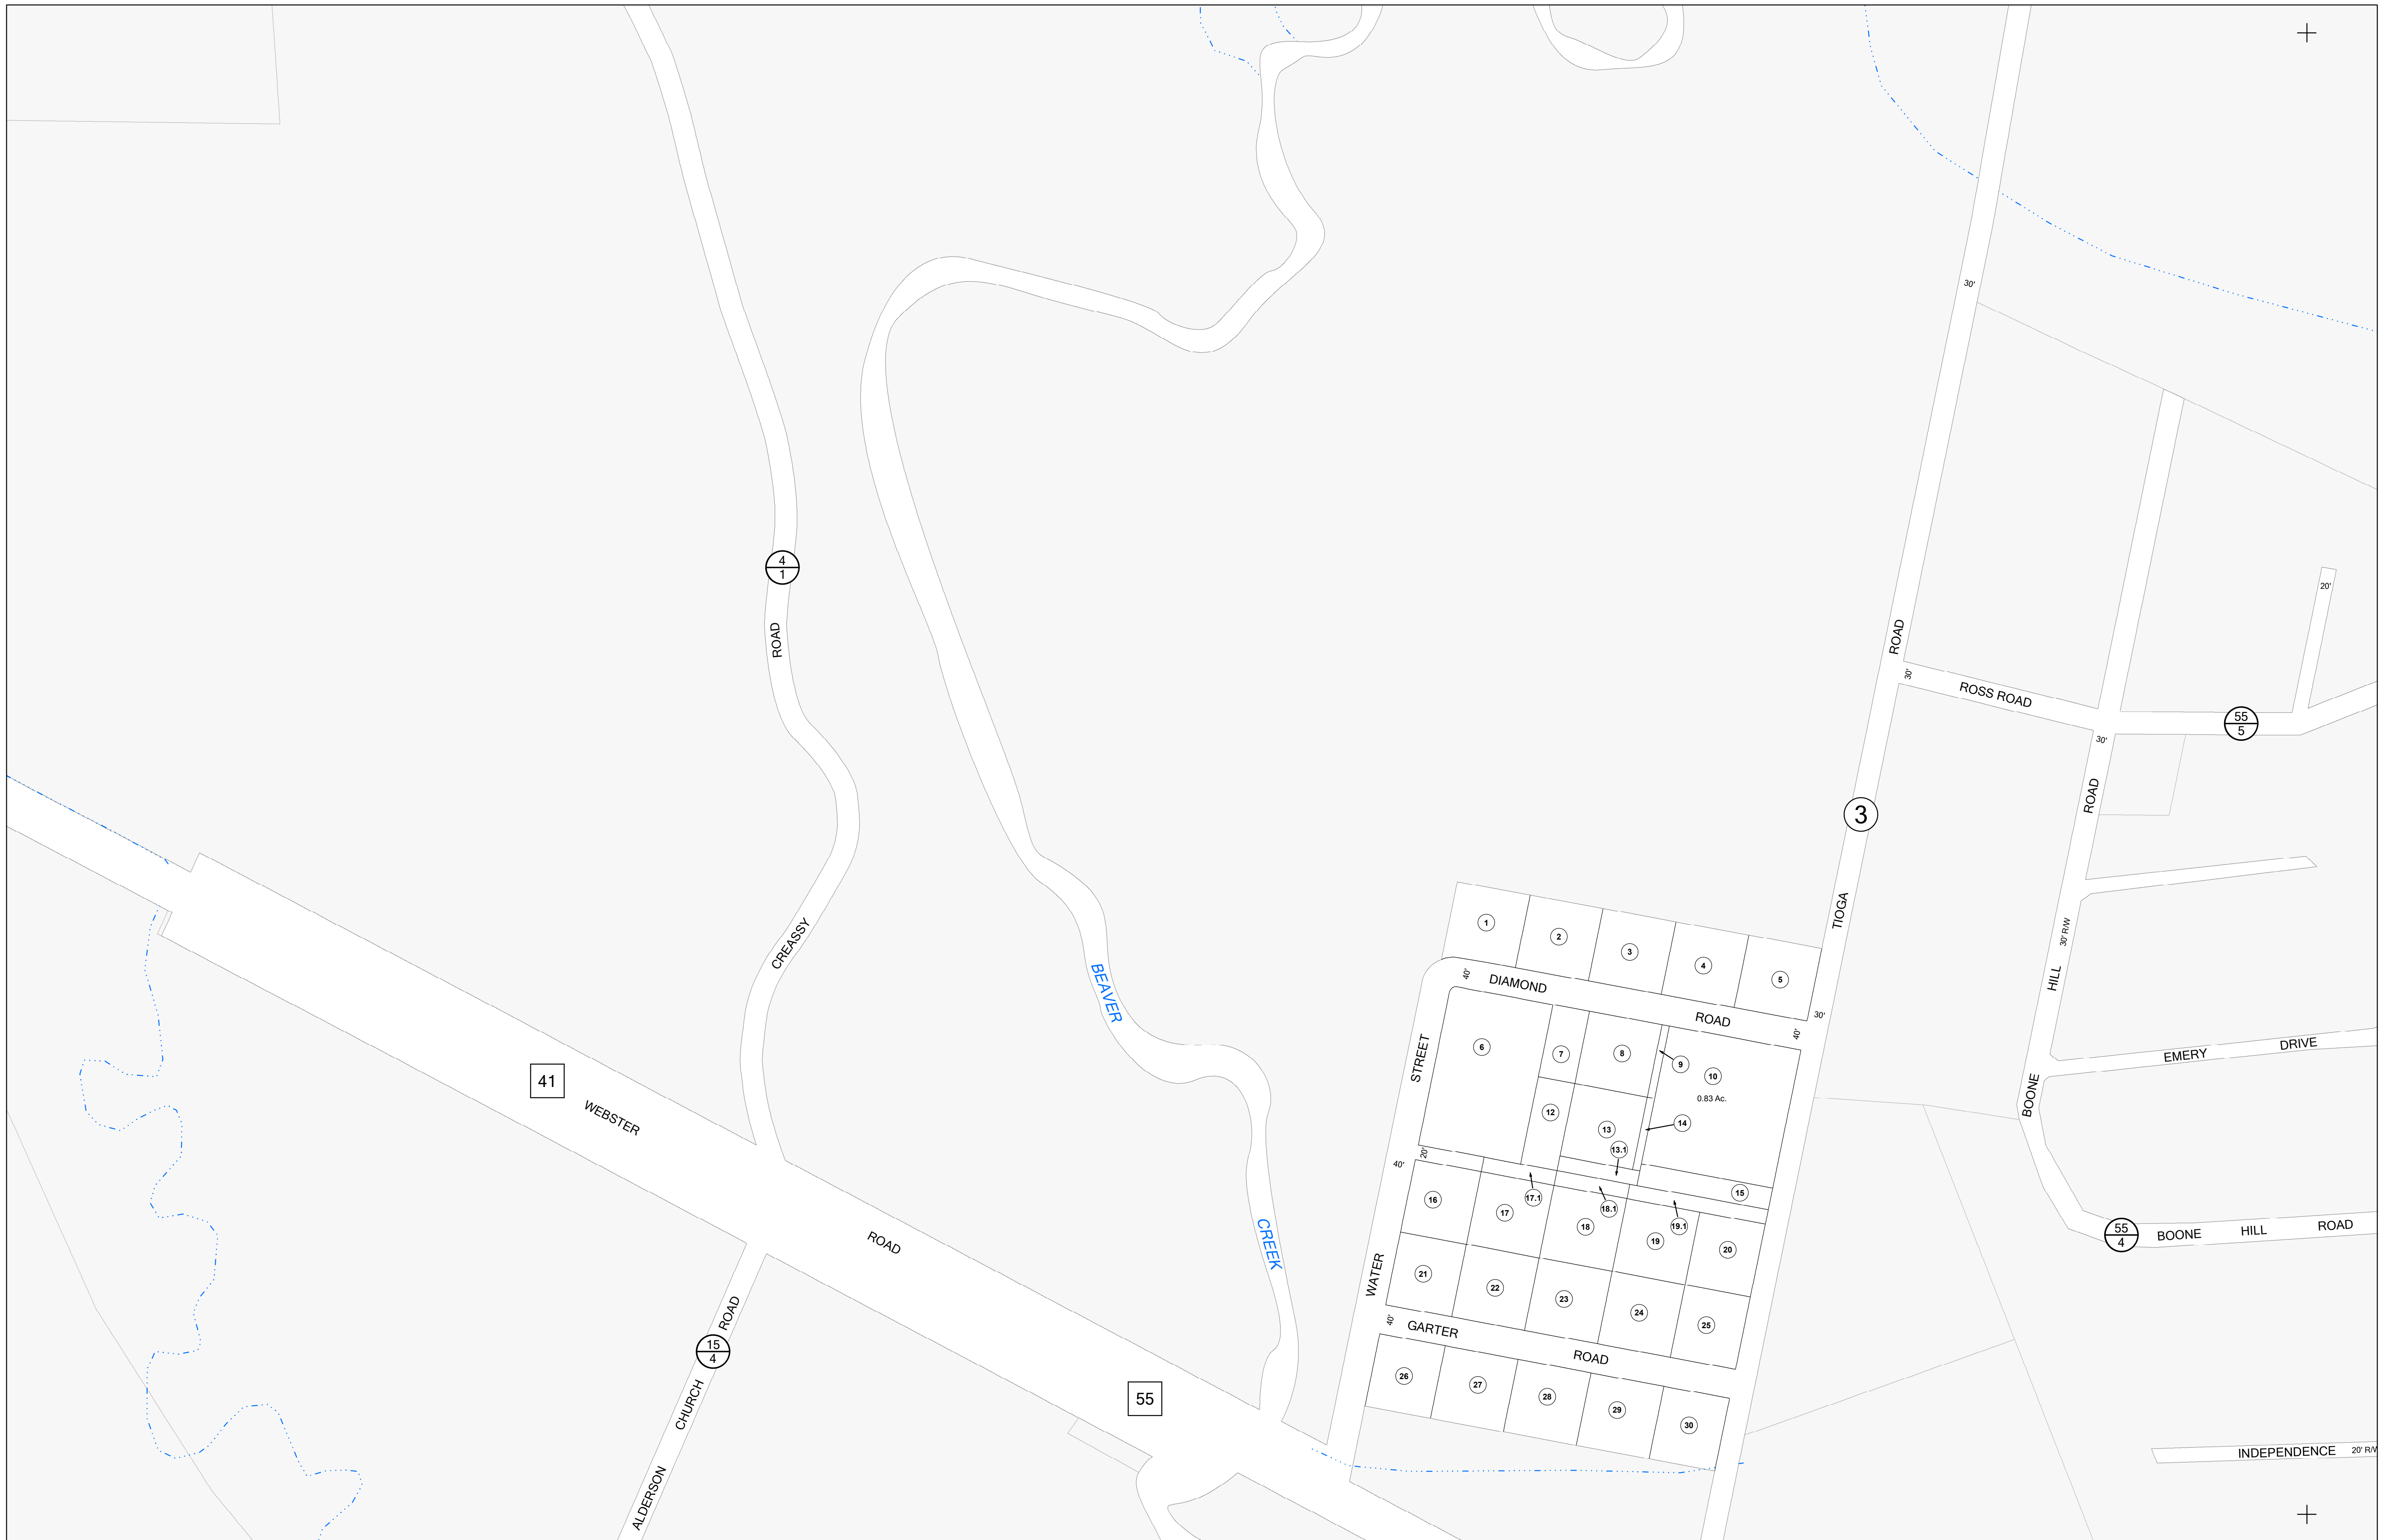 30'
4
1
ROAD
20'
ROAD
30'
ROSS ROAD
55
5
30'
ROAD
3
CREASSY
TIOGA
HILL
30' R/W
BEAVER
1
2
3
4
5
40'
DIAMOND
ROAD
30'
40'
STREET
6
7
8
9
10
0.83 Ac.
EMERY
DRIVE
41
WEBSTER
BOONE
12
13
14
13.1
20'
40'
15
16
17
17.1
18
18.1
19
19.1
20
55
4
BOONE
HILL
ROAD
ROAD
CREEK
WATER
21
22
23
24
25
40'
GARTER
ROAD
ROAD
15
4
CHURCH
26
27
28
29
30
55
INDEPENDENCE
20' R/W
ALDERSON